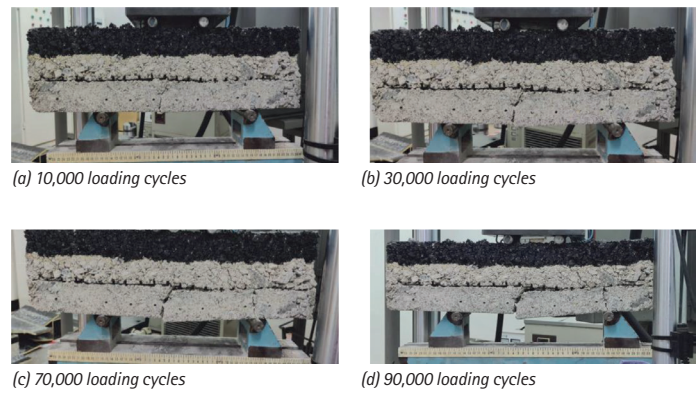 (a) 10,000 loading cycles
(b) 30,000 loading cycles
(c) 70,000 loading cycles
(d) 90,000 loading cycles